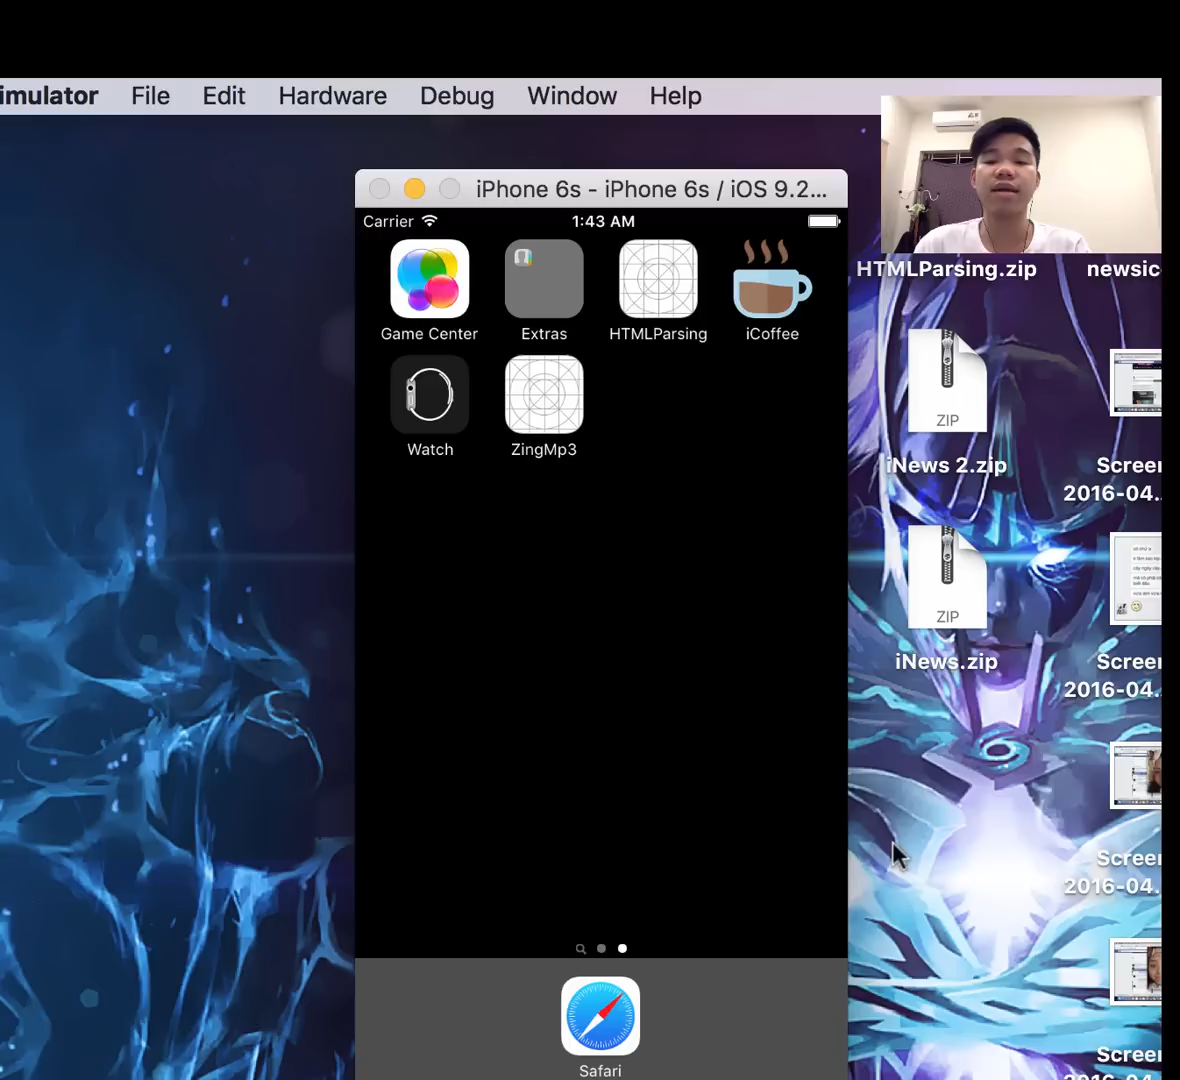 imulator File Edit Hardware Debug Window Help
iPhone 6s - iPhone 6s / iOS 9.2...
Carrier 1:43 AM
Game Center Extras HTMLParsing iCoffee
Watch ZingMp3
Safari
HTMLParsing.zip newsic
ZIP
iNews 2.zip Screen
2016-04...
ZIP
iNews.zip Screen
2016-04...
Screen
2016-04...
Screen